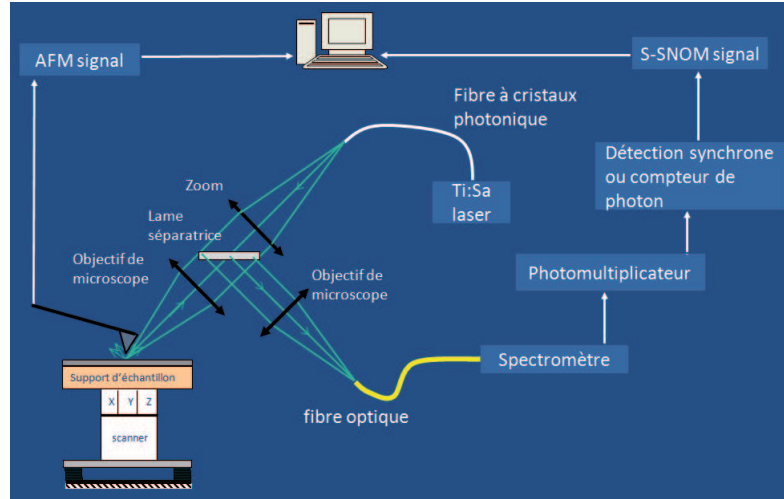 AFM signal
S-SNOM signal
Fibre à cristaux
photonique
Zoom
Ti:Sa
laser
Détection synchrone
ou compteur de
photon
Lame
séparatrice
Objectif de
microscope
Objectif de
microscope
Photomultiplicateur
Spectromètre
Support d'échantillon
X Y Z
fibre optique
scanner